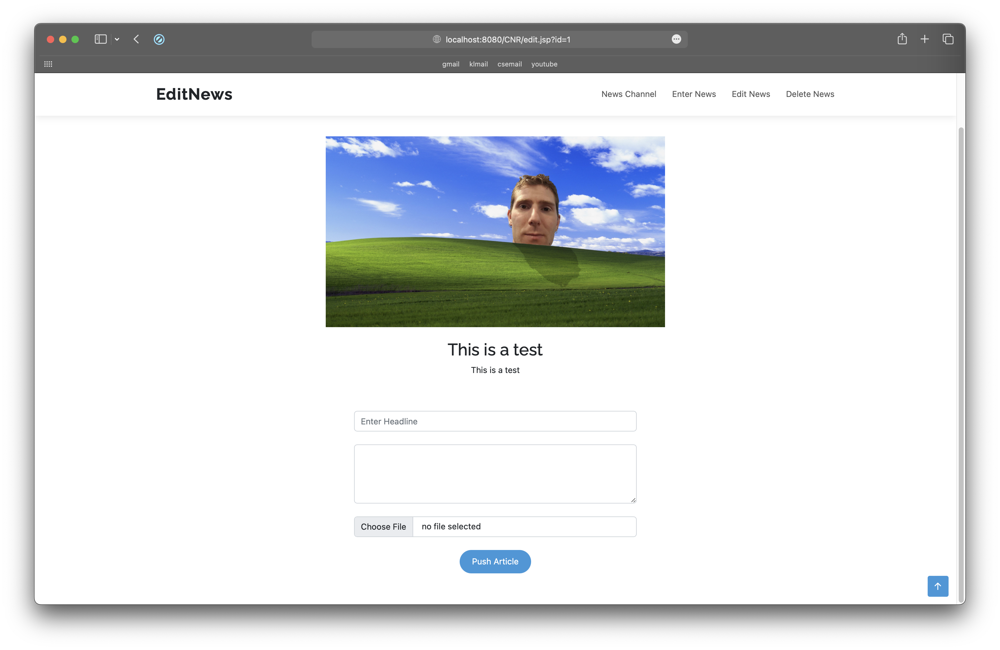 localhost:8080/CNR/edit.jsp?id=1
gmail klmail csemail youtube
EditNews
News Channel Enter News Edit News Delete News
This is a test
This is a test
Enter Headline
Choose File no file selected
Push Article